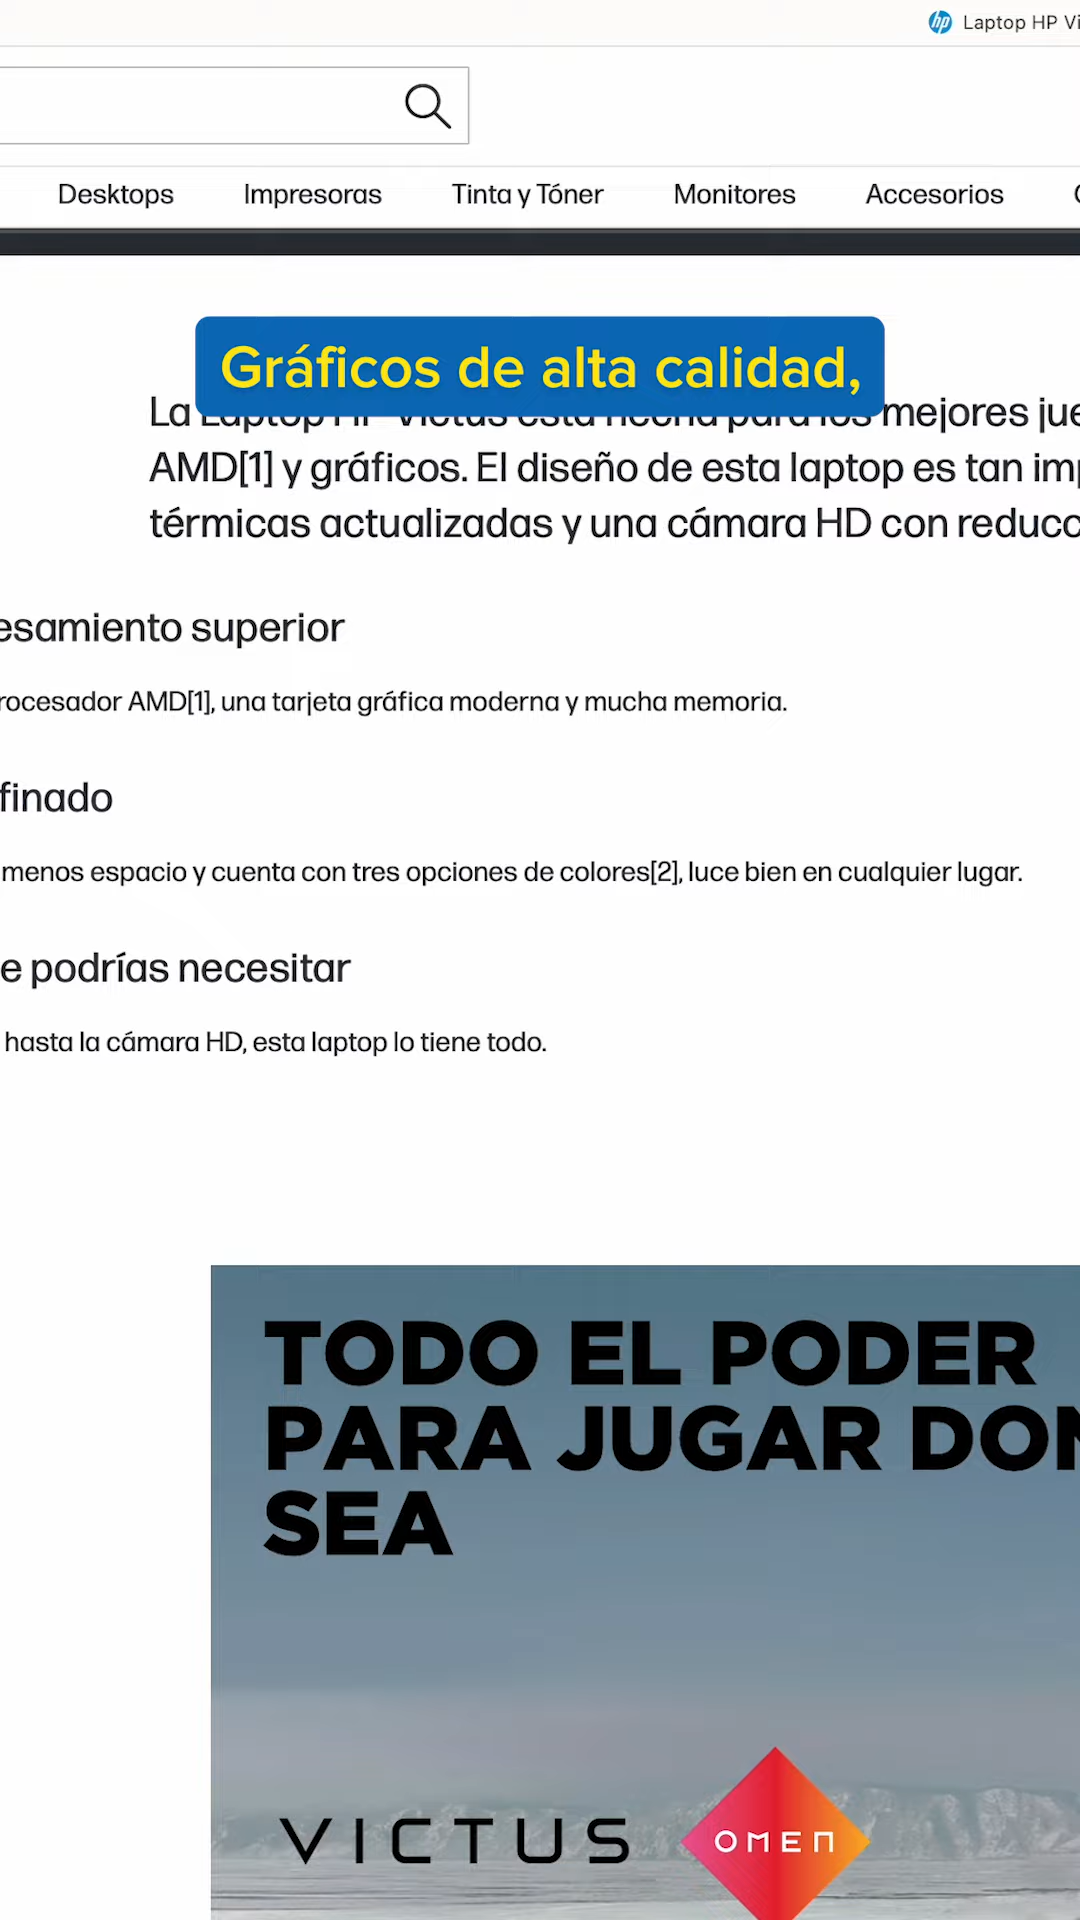 hp Laptop HP Vi
Desktops Impresoras Tinta y Tóner Monitores Accesorios
Gráficos de alta calidad,
La Laptop HP Victus está hecha para los mejores jue
AMD[1] y gráficos. El diseño de esta laptop es tan im
térmicas actualizadas y una cámara HD con reducc
esamiento superior
rocesador AMD[1], una tarjeta gráfica moderna y mucha memoria.
finado
menos espacio y cuenta con tres opciones de colores[2], luce bien en cualquier lugar.
e podrías necesitar
hasta la cámara HD, esta laptop lo tiene todo.
TODO EL PODER
PARA JUGAR DON
SEA
VICTUS OMEN